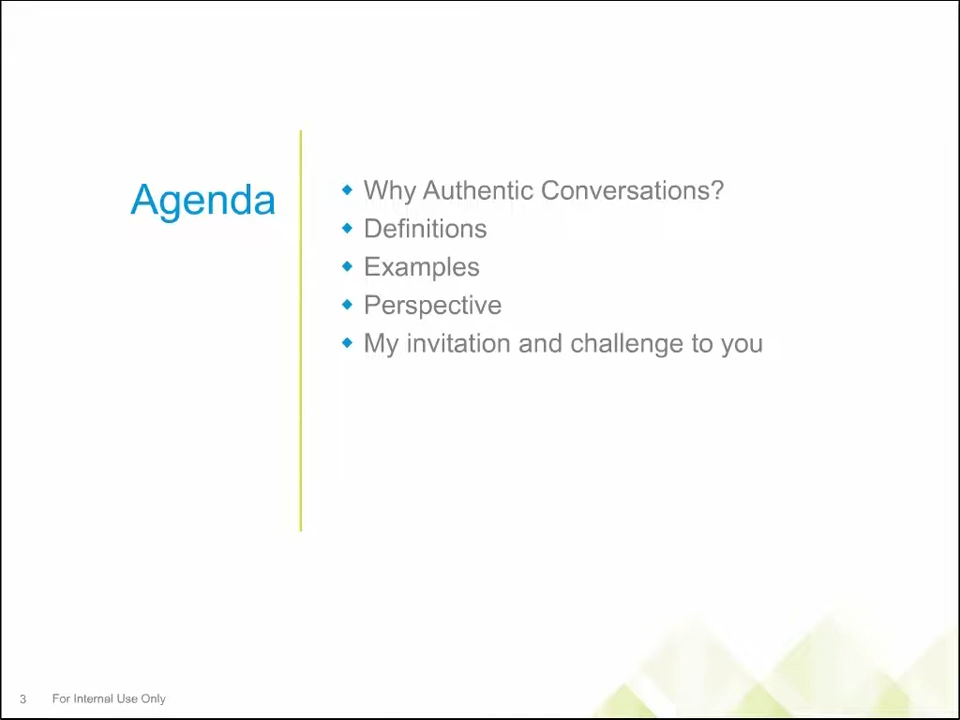 Agenda
Why Authentic Conversations?
Definitions
Examples
Perspective
My invitation and challenge to you
3 For Internal Use Only